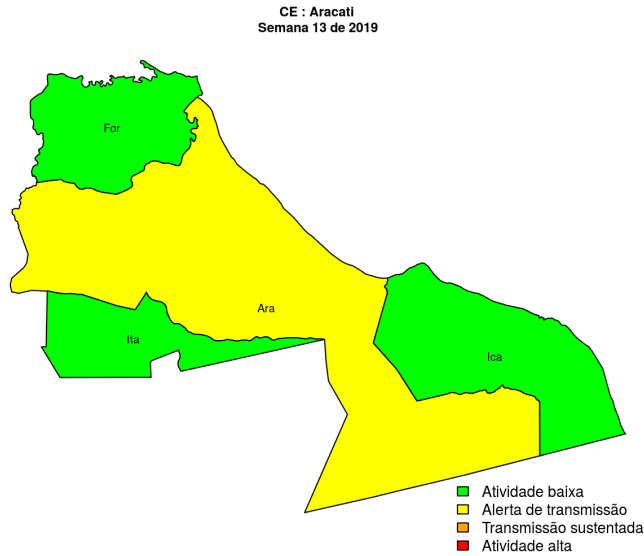 CE : Aracati
Semana 13 de 2019
For
Ara
Ita
Ica
Atividade baixa
Alerta de transmissão
Transmissão sustentada
Atividade alta